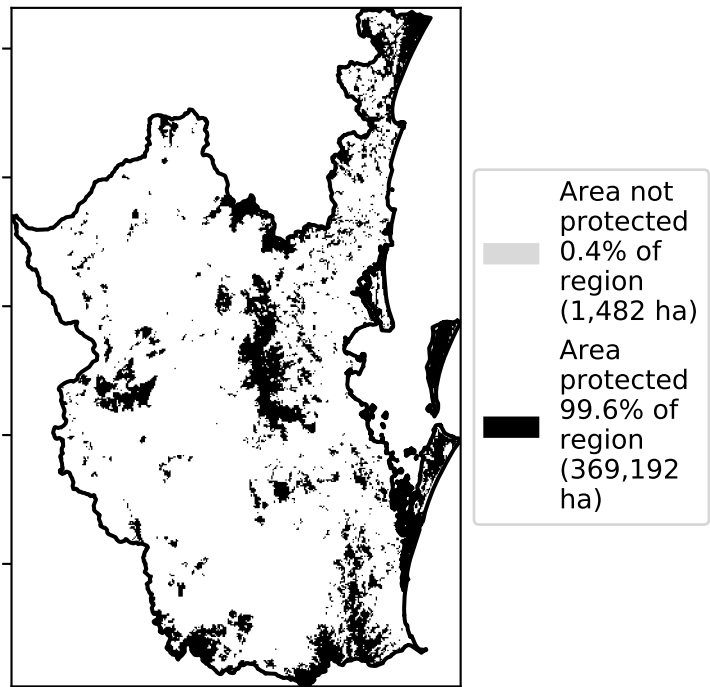 Area not
protected
0.4% of
region
(1,482 ha)
Area
protected
99.6% of
region
(369,192
ha)